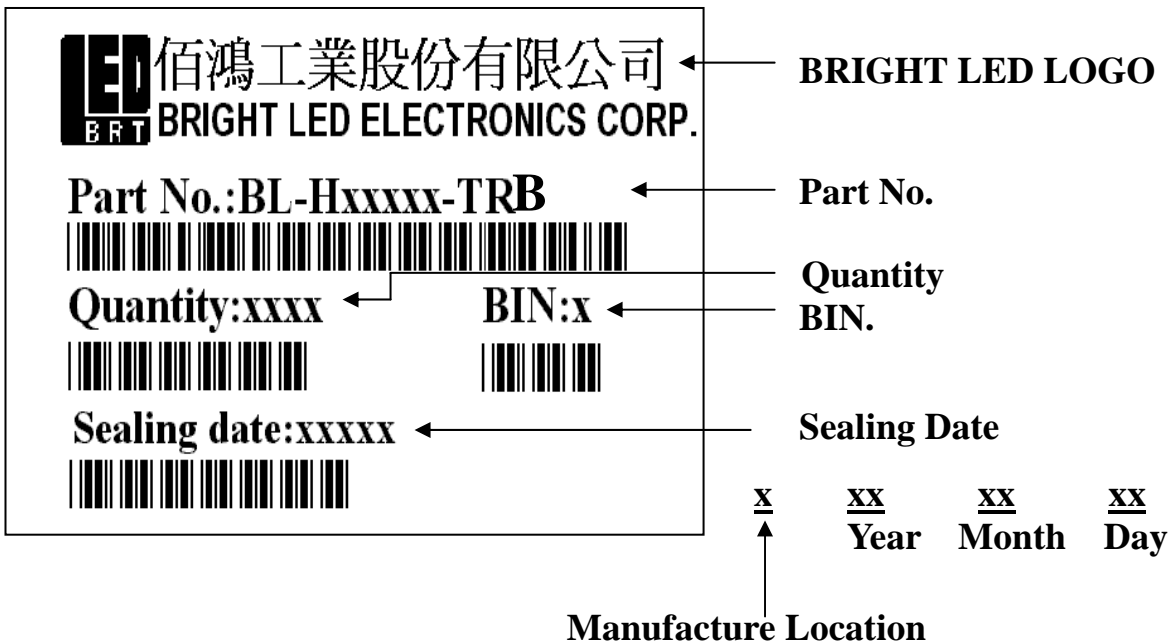 LED 佰鴻工業股份有限公司
BRT BRIGHT LED ELECTRONICS CORP.
BRIGHT LED LOGO
Part No.:BL-Hxxxxx-TRB
Part No.
Quantity:xxxx
BIN:x
Quantity
BIN.
Sealing date:xxxxx
Sealing Date
x xx xx xx
Year Month Day
Manufacture Location